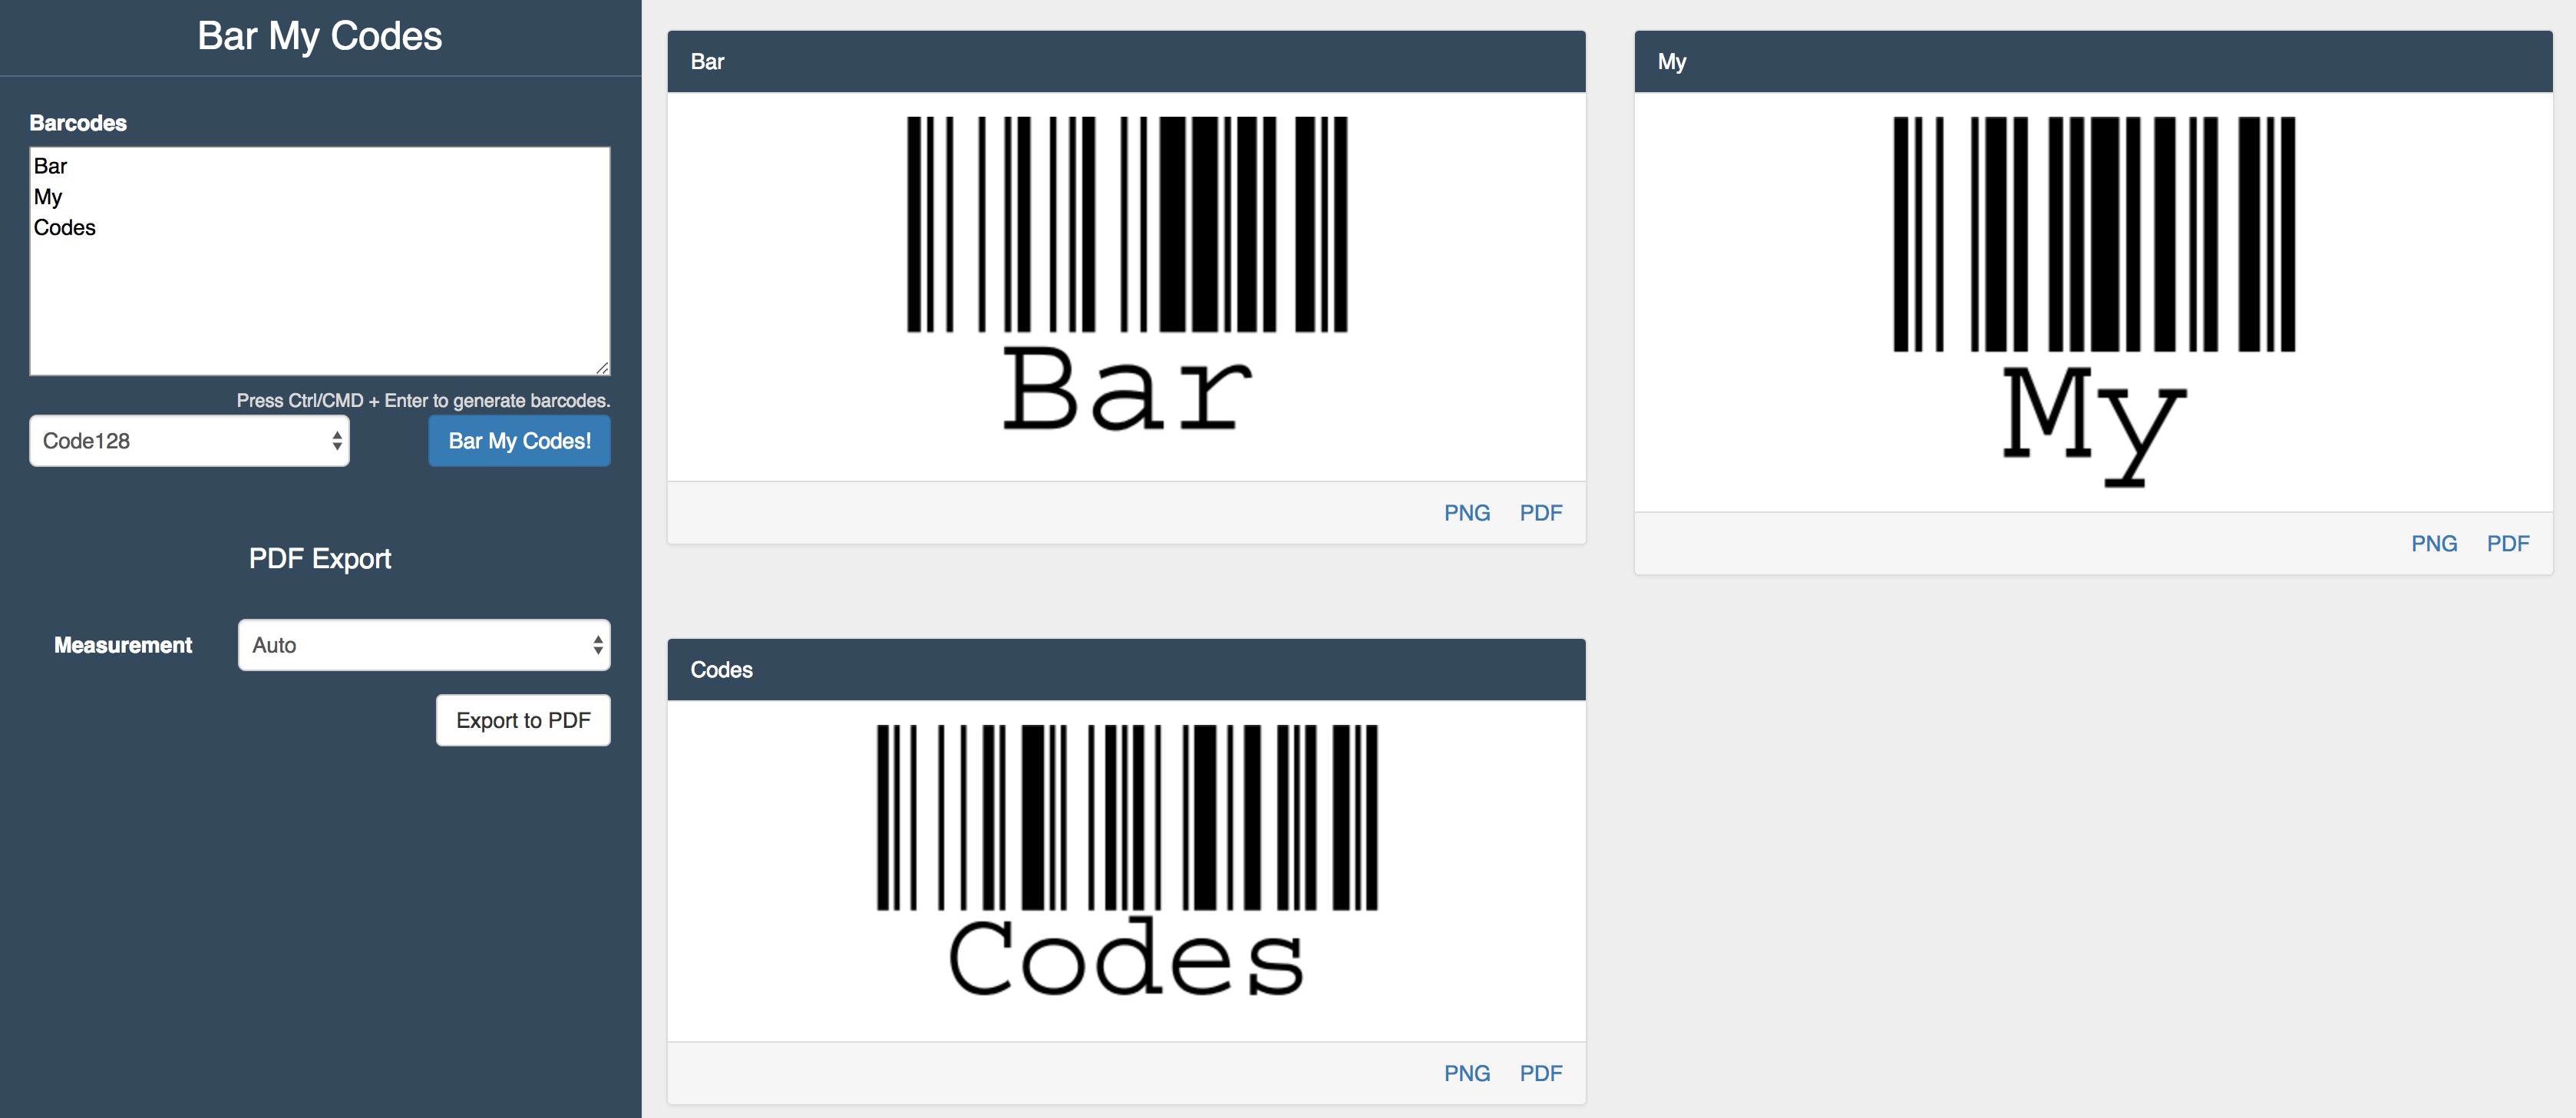 Bar My Codes
Barcodes
Bar
My
Codes
Press Ctrl/CMD + Enter to generate barcodes.
Code128
Bar My Codes!
PDF Export
Measurement
Auto
Export to PDF
Bar
Bar
PNG PDF
My
My
PNG PDF
Codes
Codes
PNG PDF